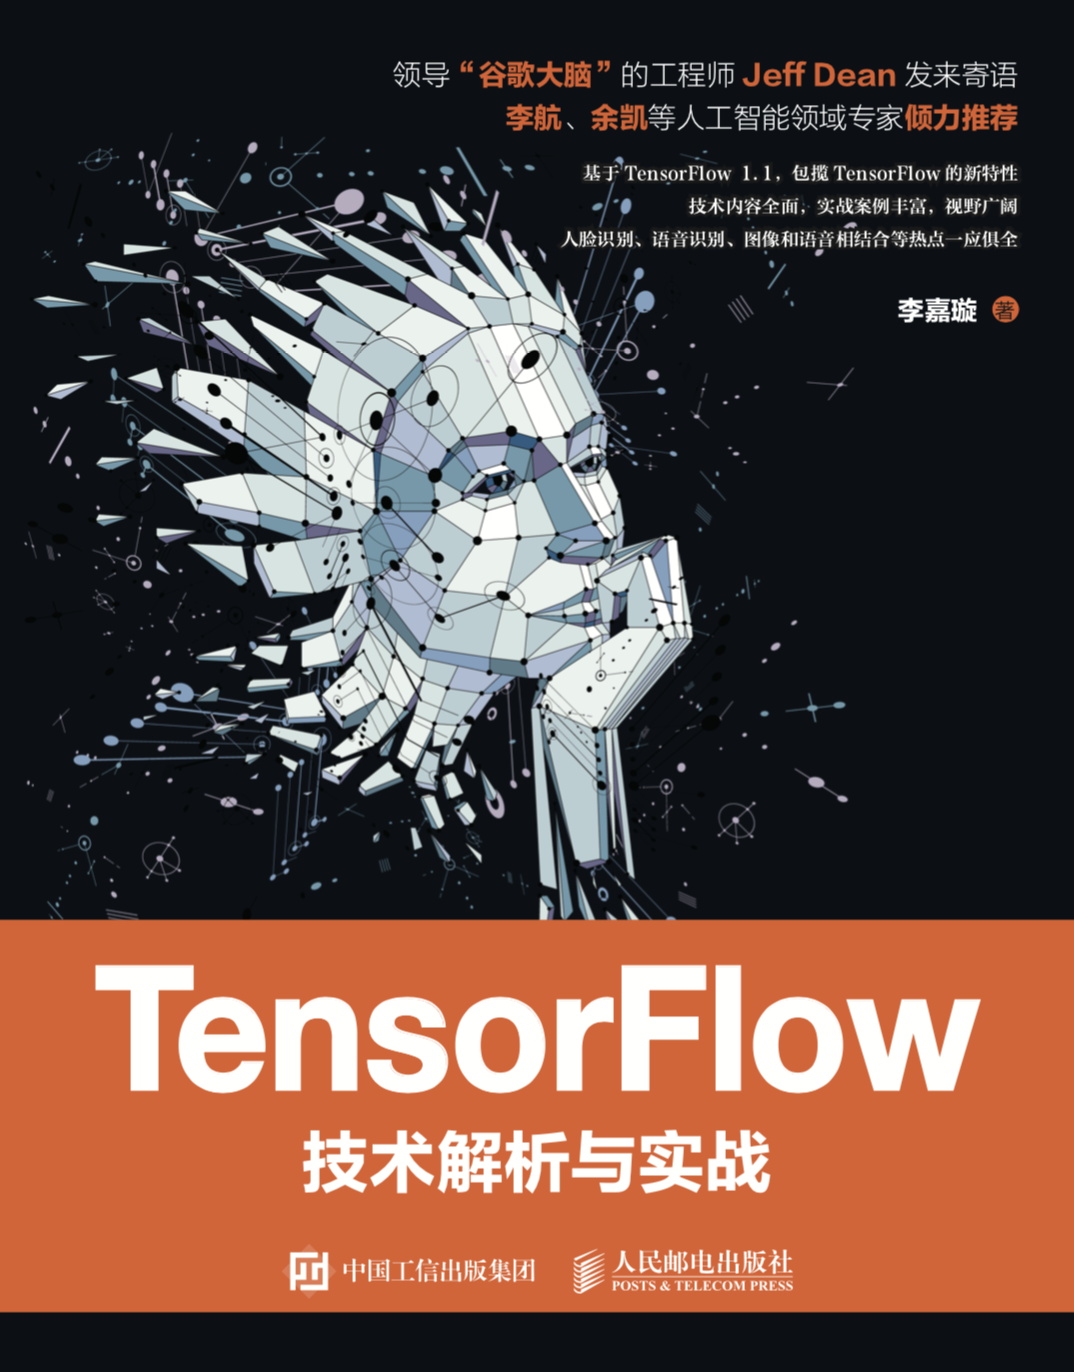 领导“谷歌大脑”的工程师 Jeff Dean 发来寄语
李航、余凯等人工智能领域专家倾力推荐
基于 TensorFlow 1.1，包揽 TensorFlow 的新特性
技术内容全面，实战案例丰富，视野广阔
人脸识别、语音识别、图像和语音相结合等热点一应俱全
李嘉璇 著
TensorFlow
技术解析与实战
中国工信出版集团
人民邮电出版社
POSTS & TELECOM PRESS